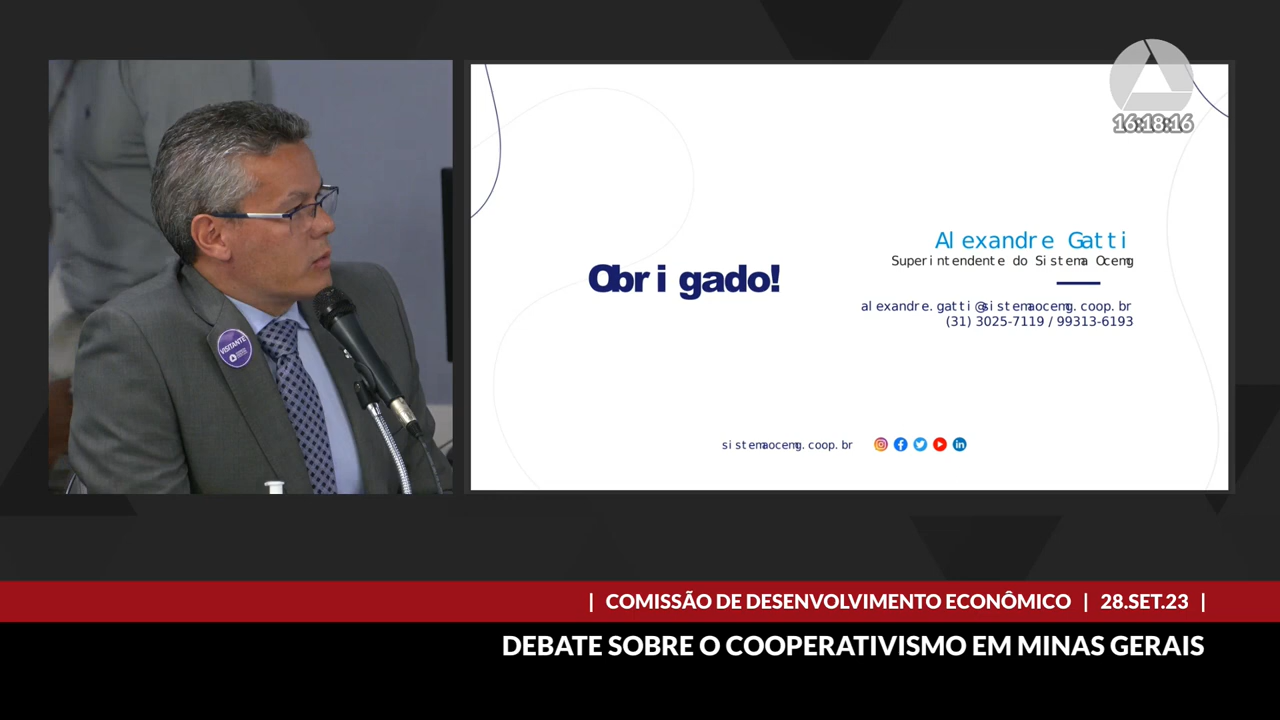 16:18:16
VISITANTE
Obrigado!
Alexandre Gatti
Superintendente do Sistema Ocemg
alexandre.gatti@sistemaocemg.coop.br
(31) 3025-7119 / 99313-6193
sistemaocemg.coop.br
| COMISSÃO DE DESENVOLVIMENTO ECONÔMICO | 28.SET.23 |
DEBATE SOBRE O COOPERATIVISMO EM MINAS GERAIS